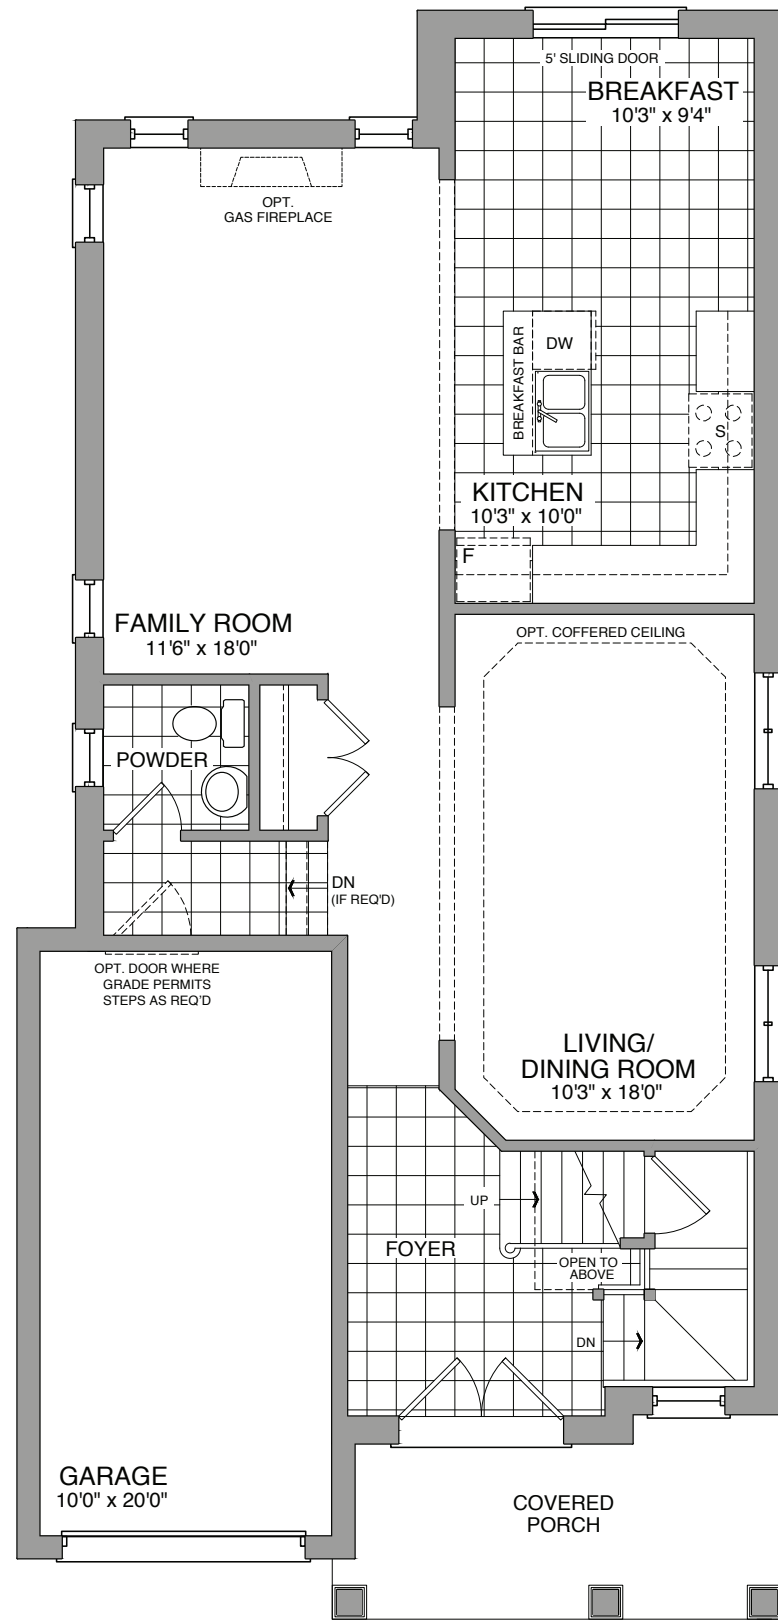 5' SLIDING DOOR
BREAKFAST
10'3" x 9'4"
OPT.
GAS FIREPLACE
BREAKFAST BAR
DW
S
KITCHEN
10'3" x 10'0"
F
FAMILY ROOM
11'6" x 18'0"
OPT. COFFERED CEILING
POWDER
DN
(IF REQ'D)
OPT. DOOR WHERE
GRADE PERMITS
STEPS AS REQ'D
LIVING/
DINING ROOM
10'3" x 18'0"
UP
FOYER
OPEN TO
ABOVE
DN
GARAGE
10'0" x 20'0"
COVERED
PORCH